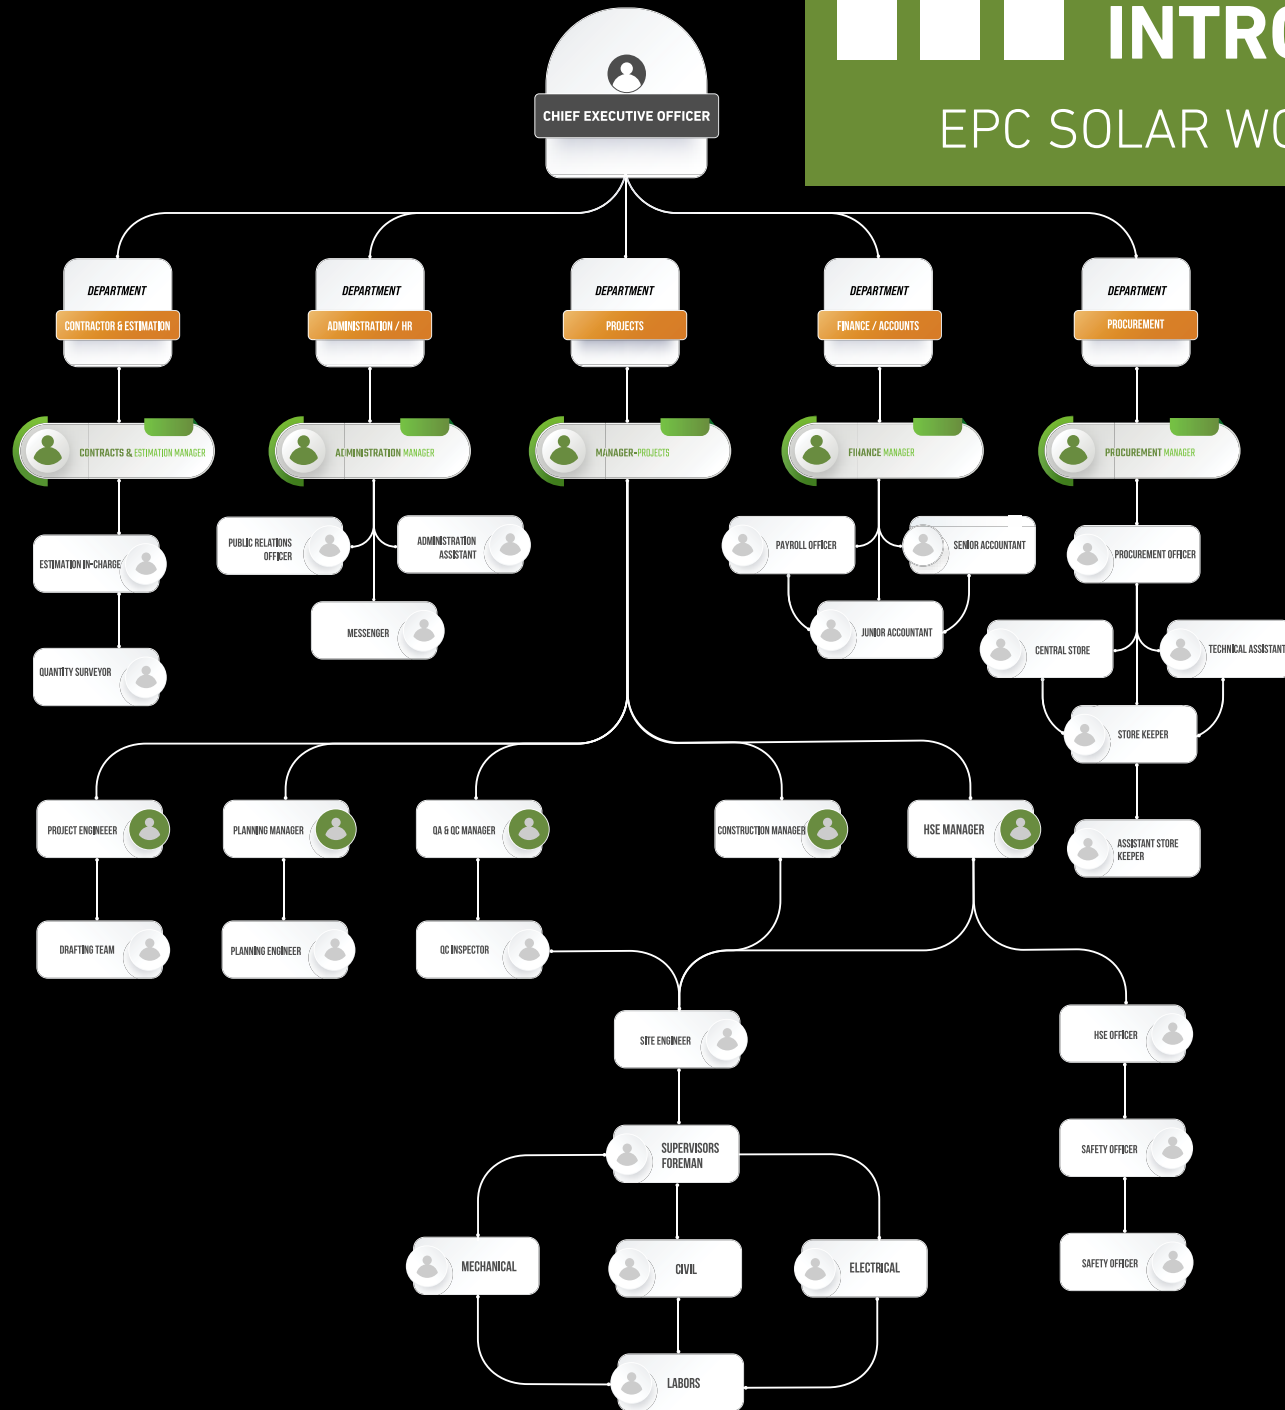 INTRO
EPC SOLAR WO
CHIEF EXECUTIVE OFFICER
DEPARTMENT
CONTRACTOR & ESTIMATION
DEPARTMENT
ADMINISTRATION / HR
DEPARTMENT
PROJECTS
DEPARTMENT
FINANCE / ACCOUNTS
DEPARTMENT
PROCUREMENT
CONTRACTS & ESTIMATION MANAGER
ADMINISTRATION MANAGER
MANAGER-PROJECTS
FINANCE MANAGER
PROCUREMENT MANAGER
ESTIMATION IN-CHARGE
PUBLIC RELATIONS
OFFICER
ADMINISTRATION
ASSISTANT
PAYROLL OFFICER
SENIOR ACCOUNTANT
PROCUREMENT OFFICER
MESSENGER
JUNIOR ACCOUNTANT
QUANTITY SURVEYOR
CENTRAL STORE
TECHNICAL ASSISTANT
STORE KEEPER
PROJECT ENGINEEER
PLANNING MANAGER
QA & QC MANAGER
CONSTRUCTION MANAGER
HSE MANAGER
ASSISTANT STORE
KEEPER
DRAFTING TEAM
PLANNING ENGINEER
QC INSPECTOR
SITE ENGINEER
HSE OFFICER
SUPERVISORS
FOREMAN
SAFETY OFFICER
MECHANICAL
CIVIL
ELECTRICAL
SAFETY OFFICER
LABORS